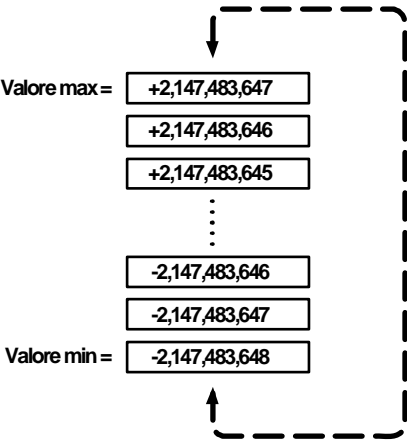 Valore max = +2,147,483,647
+2,147,483,646
+2,147,483,645
-2,147,483,646
-2,147,483,647
Valore min = -2,147,483,648